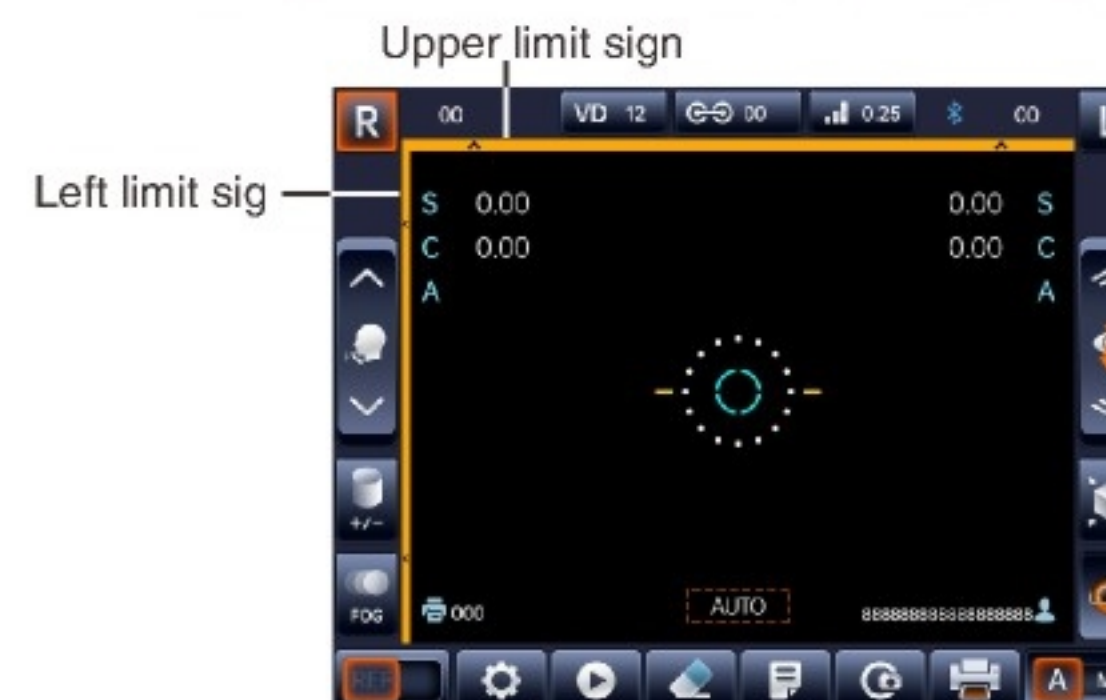 Upper limit sign
R 00 VD 12 00 0.25 00
Left limit sig
S 0.00 0.00 S
C 0.00 0.00 C
A A
+/-
FOG
000 AUTO
REF A